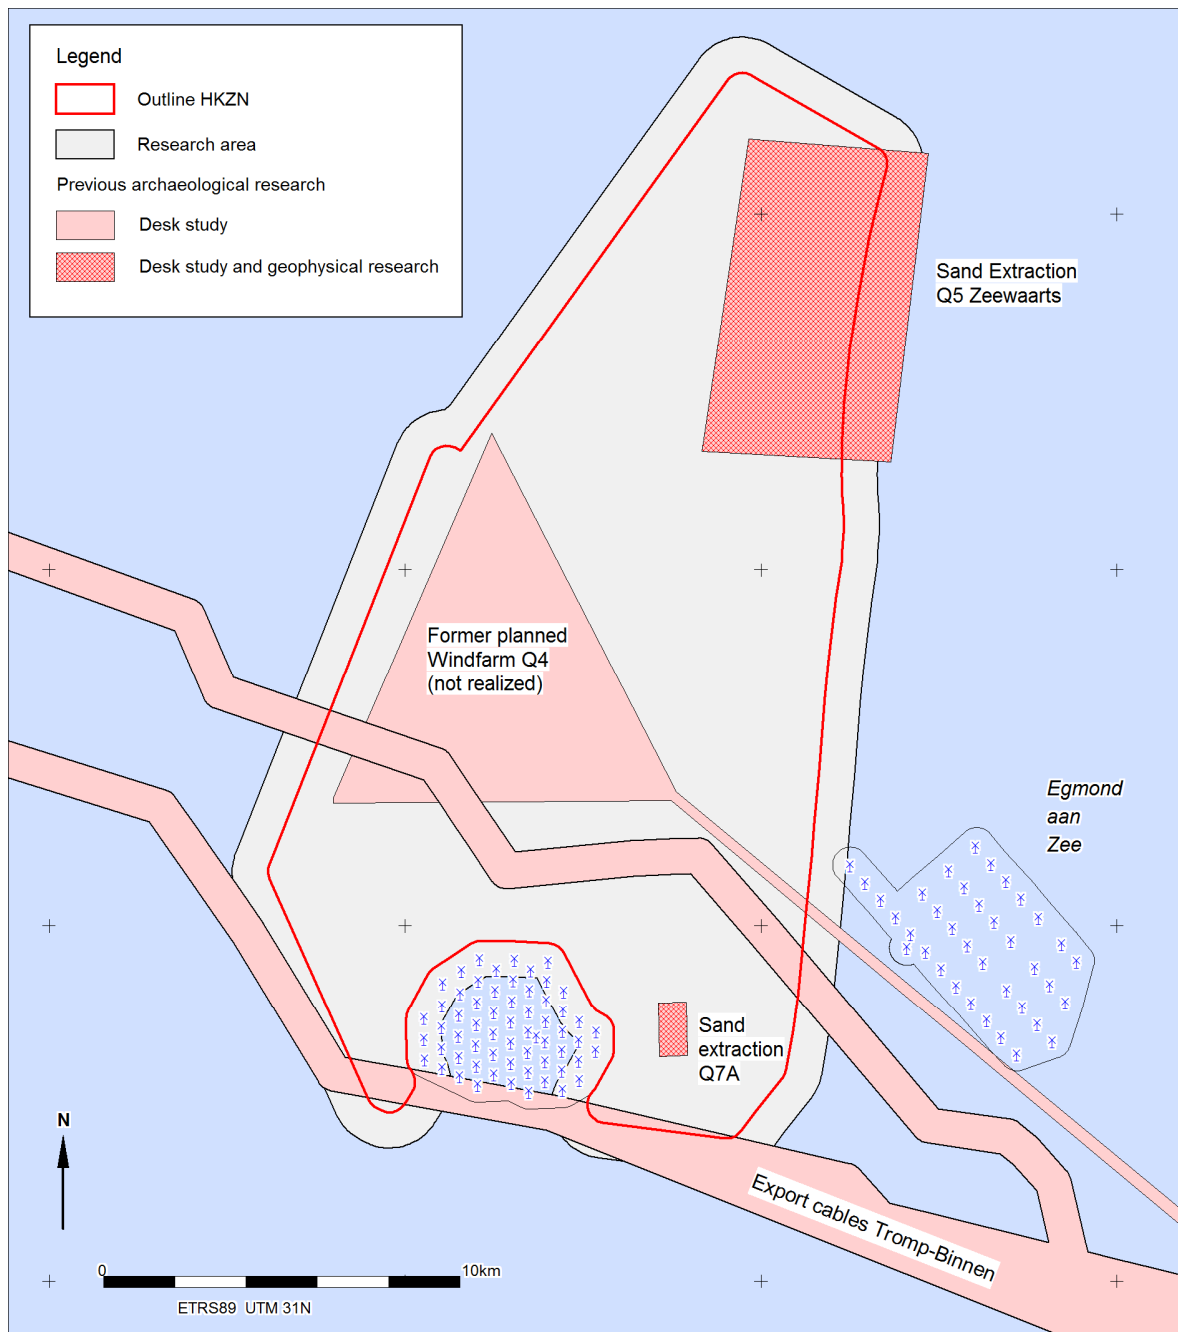 Legend
Outline HKZN
Research area
Previous archaeological research
Desk study
Desk study and geophysical research
Sand Extraction
Q5 Zeewaarts
Former planned
Windfarm Q4
(not realized)
Egmond
aan
Zee
Sand
extraction
Q7A
Export cables Tromp-Binnen
N
0
10km
ETRS89 UTM 31N